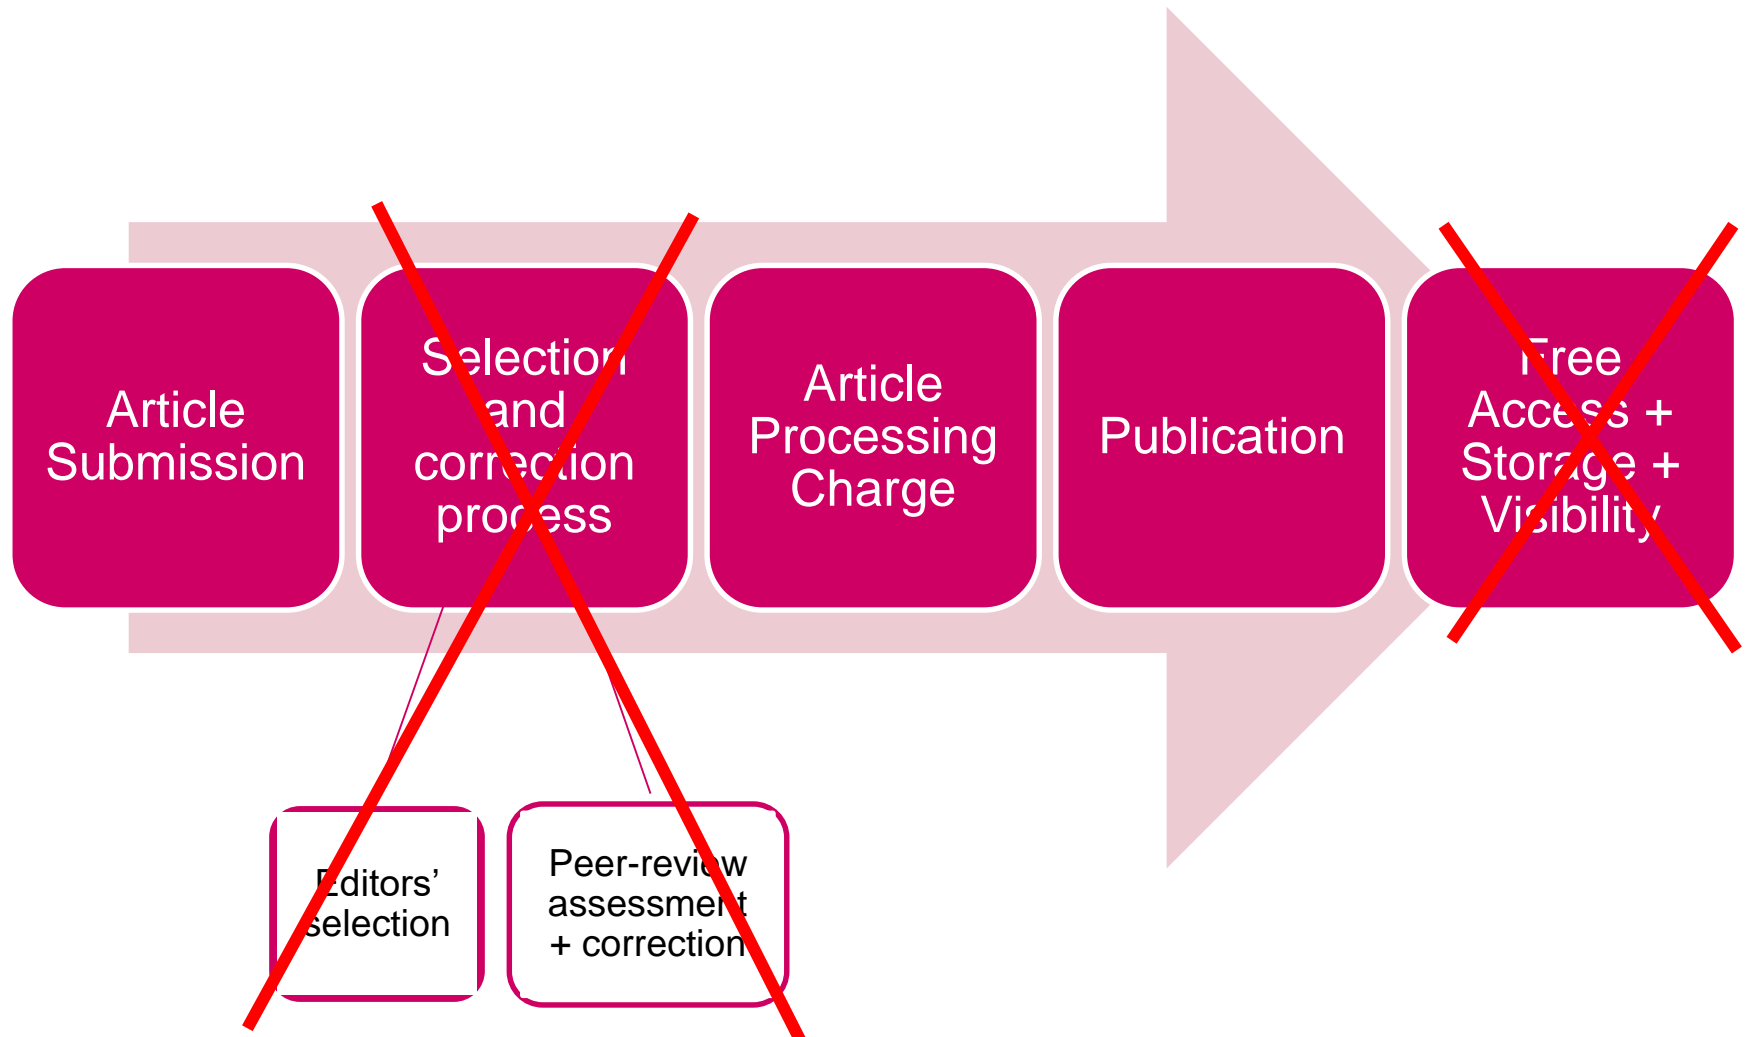 Article
Submission
Selection
and
correction
process
Article
Processing
Charge
Publication
Free
Access +
Storage +
Visibility
Editors’
selection
Peer-review
assessment
+ correction